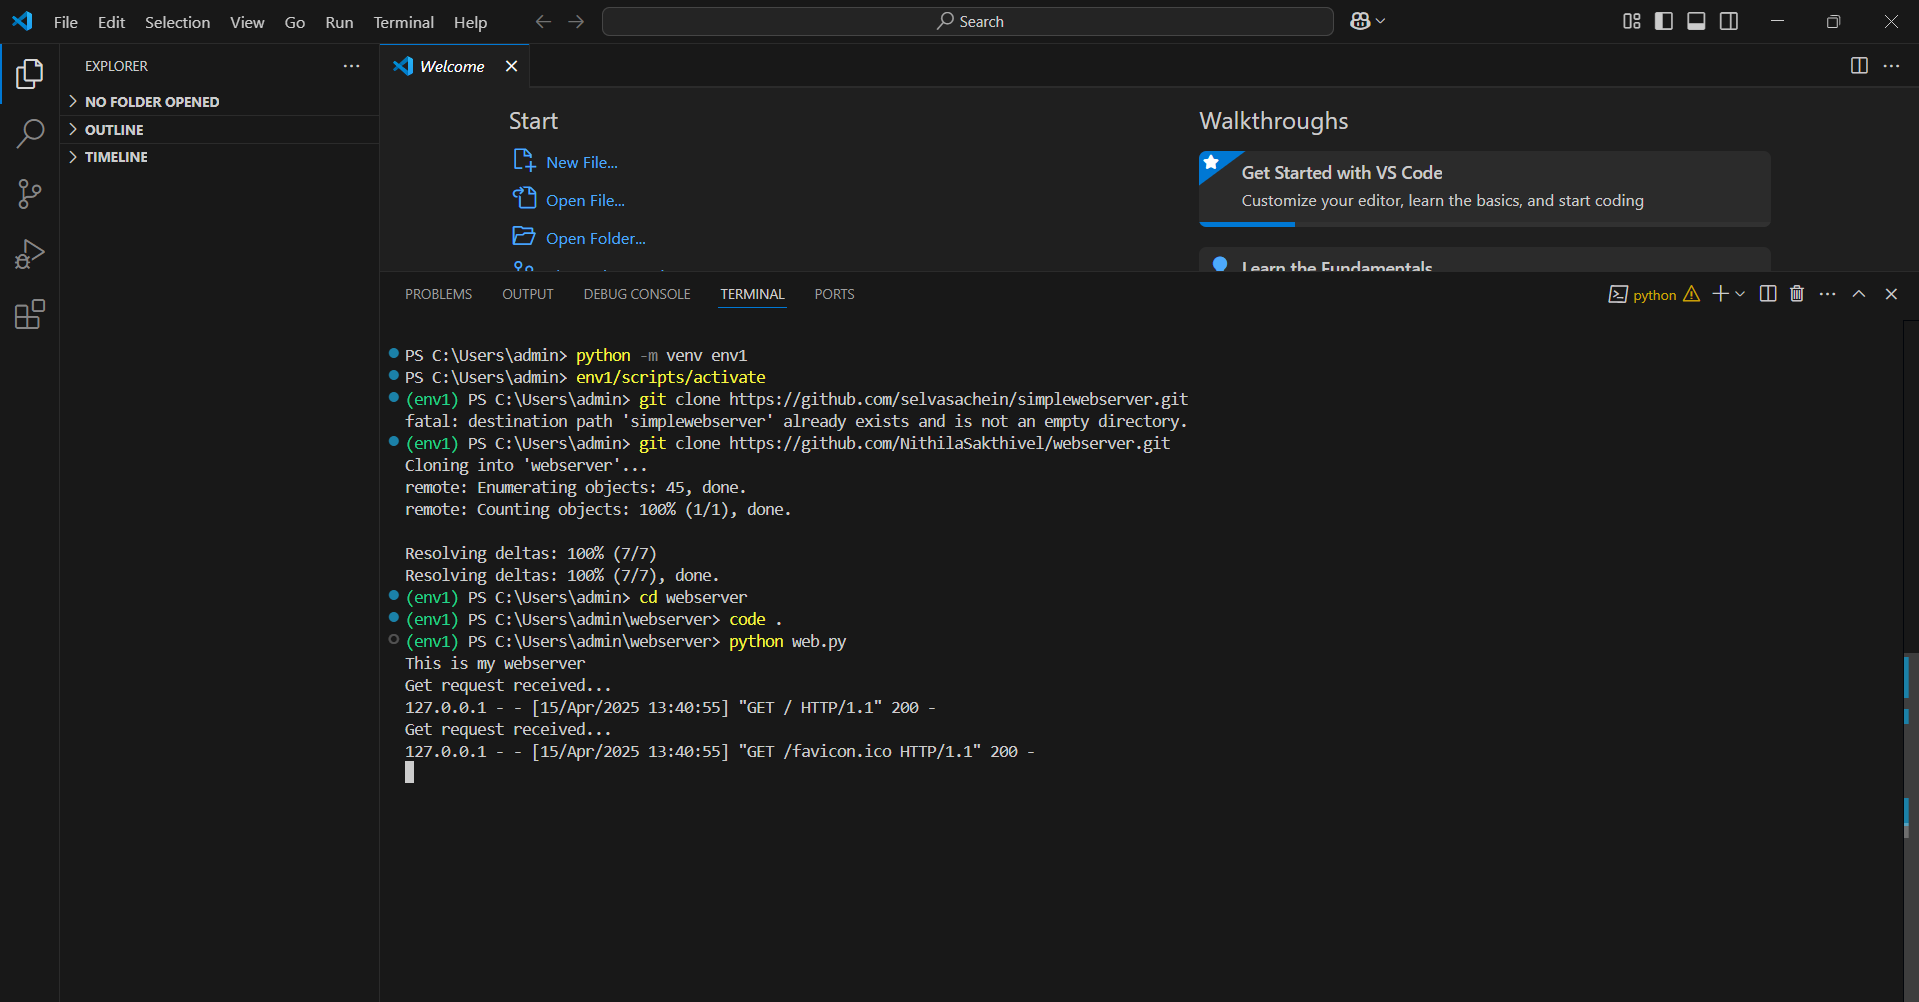 File Edit Selection View Go Run Terminal Help
Search
EXPLORER
NO FOLDER OPENED
OUTLINE
TIMELINE
Welcome
Start
New File...
Open File...
Open Folder...
Walkthroughs
Get Started with VS Code
Customize your editor, learn the basics, and start coding
Learn the Fundamentals
PROBLEMS OUTPUT DEBUG CONSOLE TERMINAL PORTS
python
PS C:\Users\admin> python -m venv env1
PS C:\Users\admin> env1/scripts/activate
(env1) PS C:\Users\admin> git clone https://github.com/selvasachein/simplewebserver.git
fatal: destination path 'simplewebserver' already exists and is not an empty directory.
(env1) PS C:\Users\admin> git clone https://github.com/NithilaSakthivel/webserver.git
Cloning into 'webserver'...
remote: Enumerating objects: 45, done.
remote: Counting objects: 100% (1/1), done.
Resolving deltas: 100% (7/7)
Resolving deltas: 100% (7/7), done.
(env1) PS C:\Users\admin> cd webserver
(env1) PS C:\Users\admin\webserver> code .
(env1) PS C:\Users\admin\webserver> python web.py
This is my webserver
Get request received...
127.0.0.1 - - [15/Apr/2025 13:40:55] "GET / HTTP/1.1" 200 -
Get request received...
127.0.0.1 - - [15/Apr/2025 13:40:55] "GET /favicon.ico HTTP/1.1" 200 -